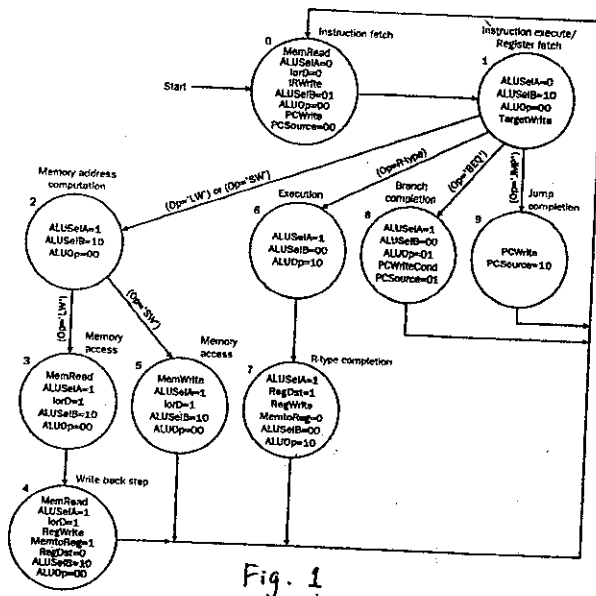 Instruction fetch
0
MemRead
ALUSelA=0
IorD=0
IRWrite
ALUSelB=01
ALUOp=00
PCWrite
PCSource=00
Start
Instruction execute/
Register fetch
1
ALUSelA=0
ALUSelB=10
ALUOp=00
TargetWrite
(Op='LW') or (Op='SW')
(Op=R-type)
(Op='BEQ')
(Op='JMP')
Memory address
computation
2
ALUSelA=1
ALUSelB=10
ALUOp=00
Execution
6
ALUSelA=1
ALUSelB=00
ALUOp=10
Branch
completion
8
ALUSelA=1
ALUSelB=00
ALUOp=01
PCWriteCond
PCSource=01
Jump
completion
9
PCWrite
PCSource=10
(Op='LW')
(Op='SW')
Memory
access
3
MemRead
ALUSelA=1
IorD=1
ALUSelB=10
ALUOp=00
Memory
access
5
MemWrite
ALUSelA=1
IorD=1
ALUSelB=10
ALUOp=00
R-type completion
7
ALUSelA=1
RegDst=1
RegWrite
MemtoReg=0
ALUSelB=00
ALUOp=10
Write back step
4
MemRead
ALUSelA=1
IorD=1
RegWrite
MemtoReg=1
RegDst=0
ALUSelB=10
ALUOp=00
Fig. 1